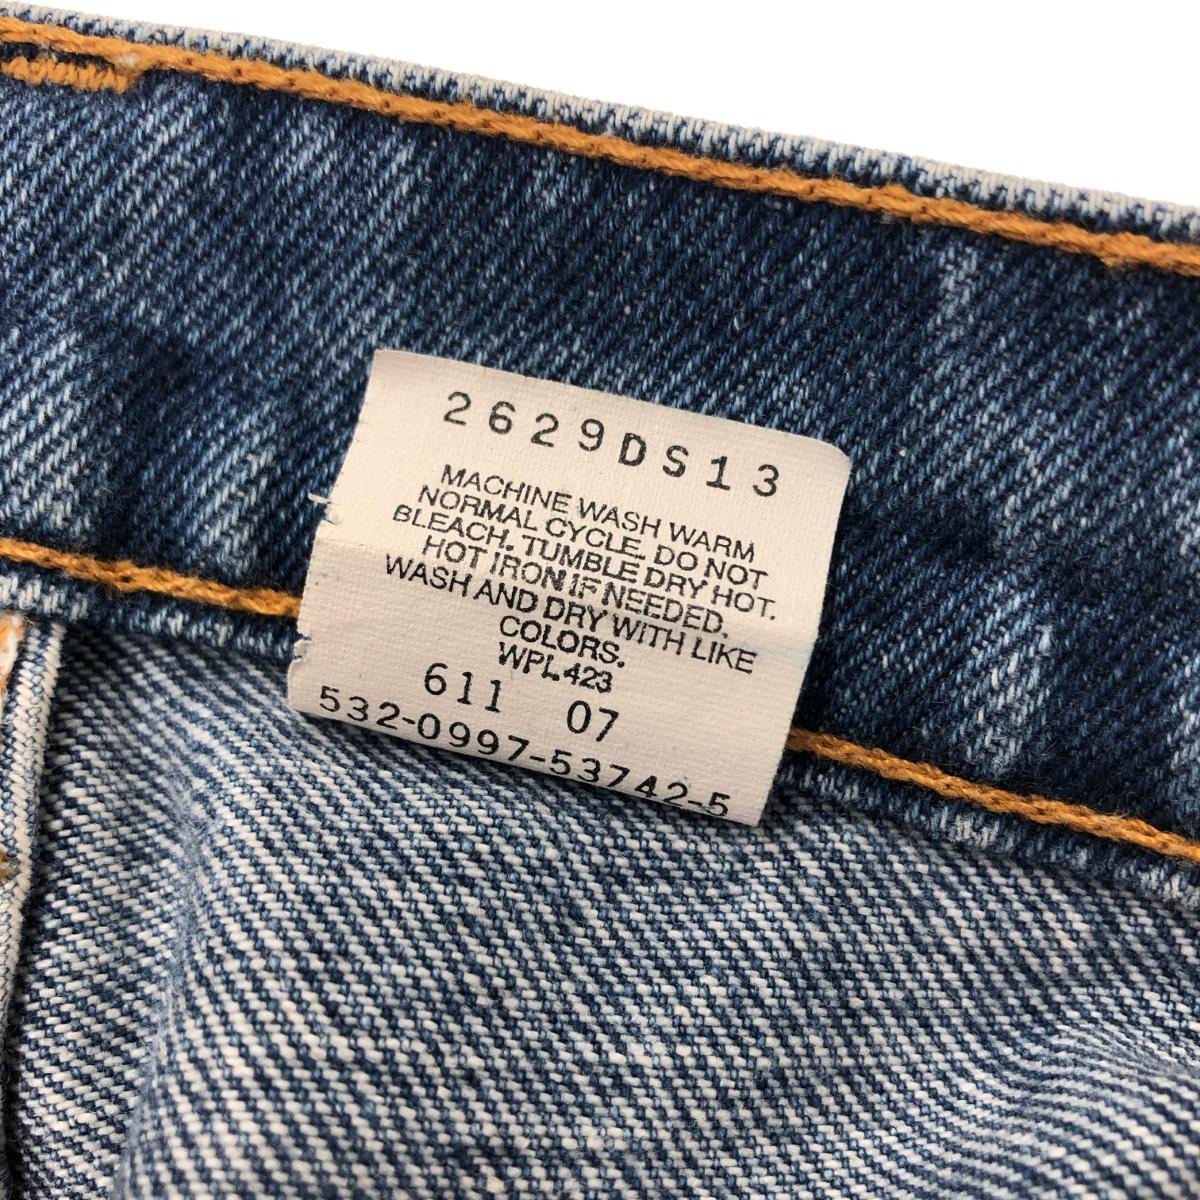 2629DS13
MACHINE WASH WARM
NORMAL CYCLE. DO NOT
BLEACH. TUMBLE DRY HOT.
HOT IRON IF NEEDED.
WASH AND DRY WITH LIKE
COLORS.
WPL 423
611 07
532-0997-53742-5